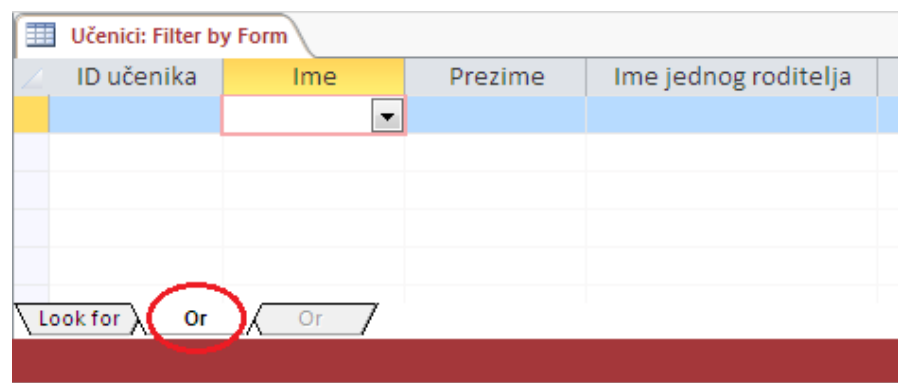 Učenici: Filter by Form
ID učenika Ime Prezime Ime jednog roditelja
Look for Or Or